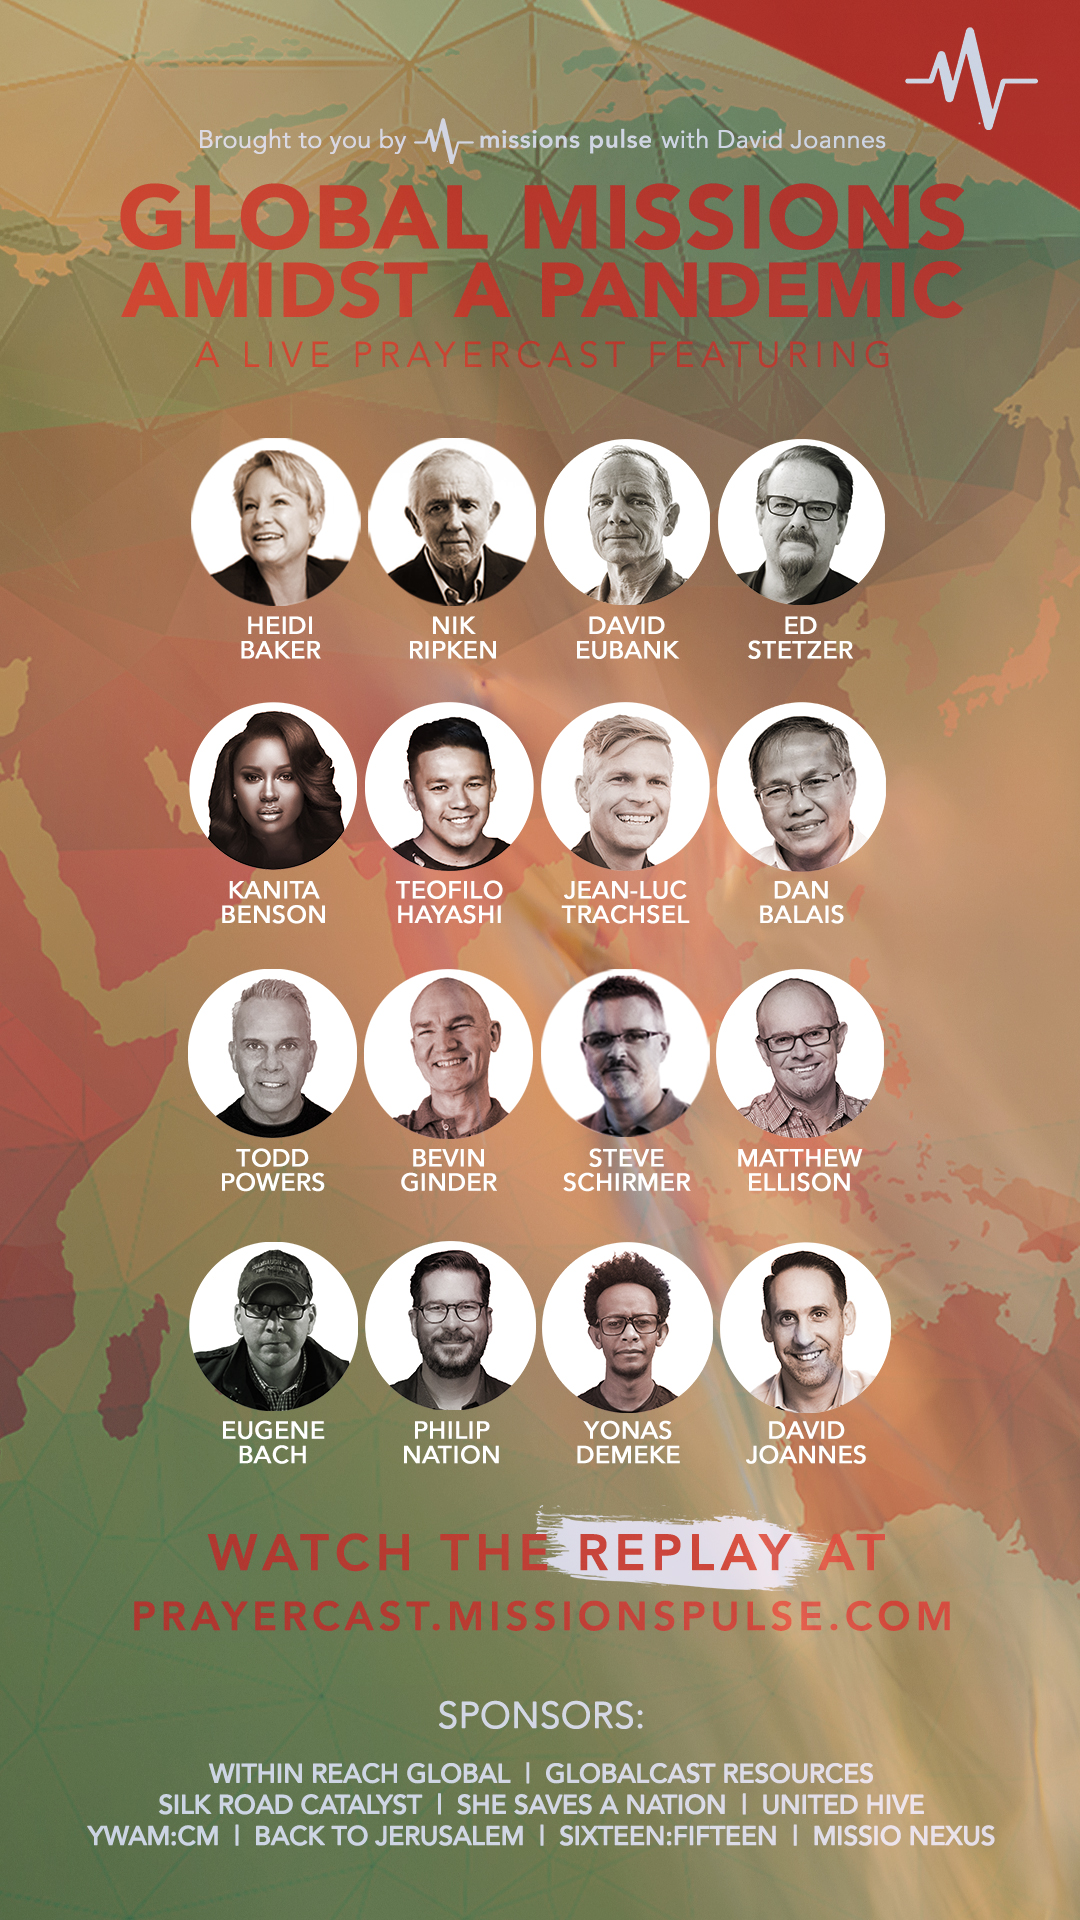 Brought to you by missions pulse with David Joannes
GLOBAL MISSIONS
AMIDST A PANDEMIC
A LIVE PRAYERCAST FEATURING
HEIDI
BAKER
NIK
RIPKEN
DAVID
EUBANK
ED
STETZER
KANITA
BENSON
TEOFILO
HAYASHI
JEAN-LUC
TRACHSEL
DAN
BALAIS
TODD
POWERS
BEVIN
GINDER
STEVE
SCHIRMER
MATTHEW
ELLISON
EUGENE
BACH
PHILIP
NATION
YONAS
DEMEKE
DAVID
JOANNES
WATCH THE REPLAY AT
PRAYERCAST.MISSIONSPULSE.COM
SPONSORS:
WITHIN REACH GLOBAL | GLOBALCAST RESOURCES
SILK ROAD CATALYST | SHE SAVES A NATION | UNITED HIVE
YWAM:CM | BACK TO JERUSALEM | SIXTEEN:FIFTEEN | MISSIO NEXUS